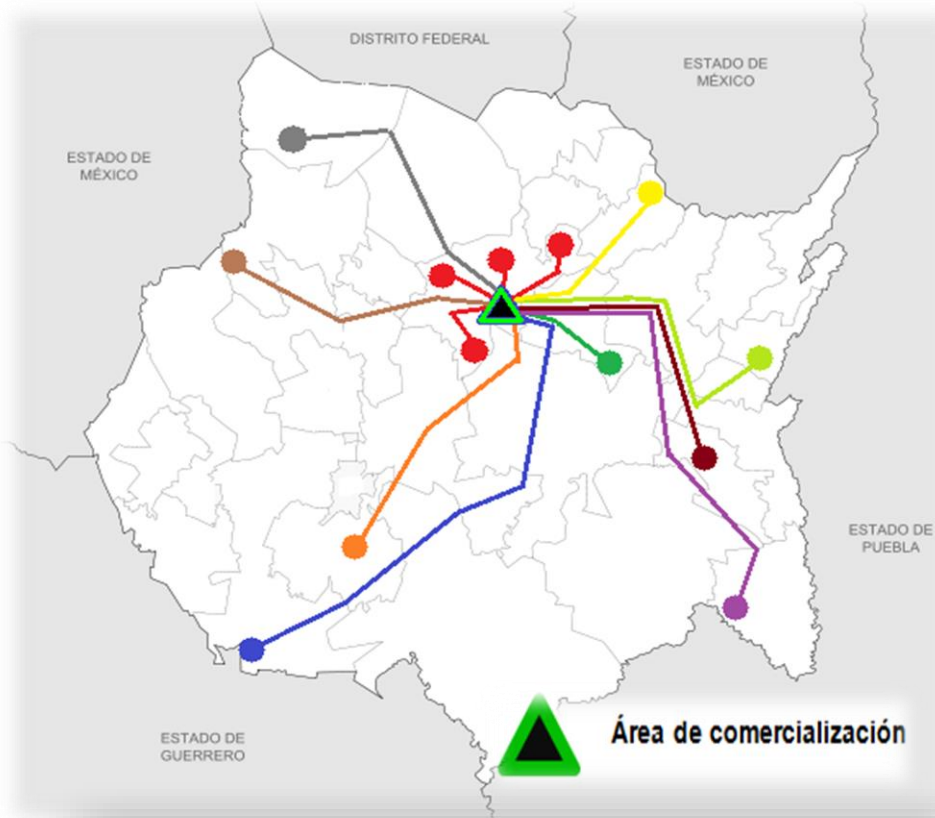 DISTRITO FEDERAL
ESTADO DE
MÉXICO
ESTADO DE
MÉXICO
ESTADO DE
PUEBLA
ESTADO DE
GUERRERO
Área de comercialización